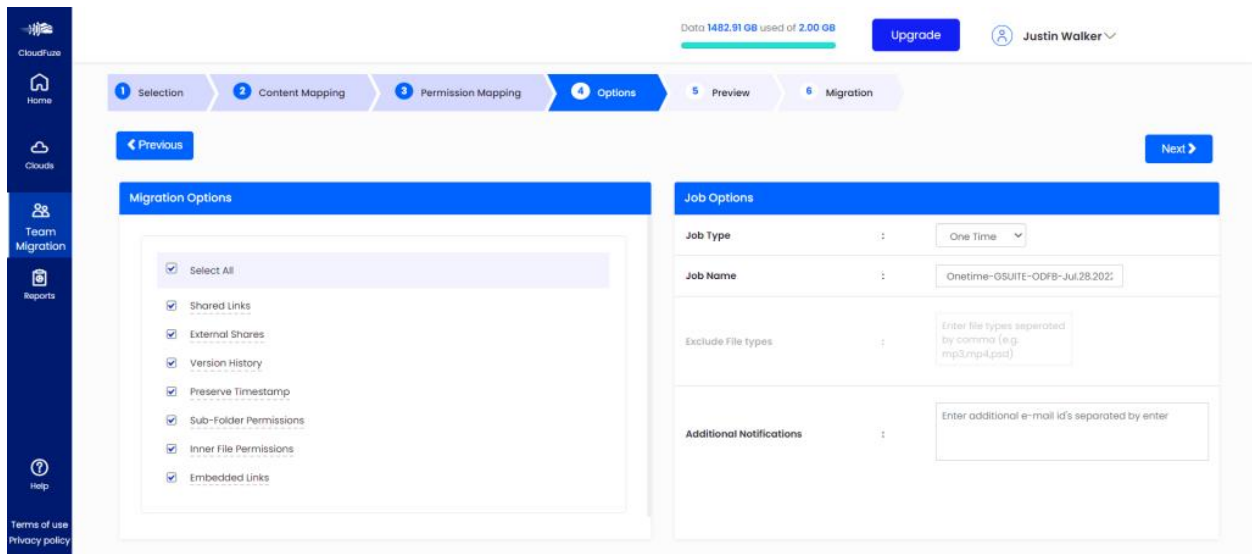 CloudFuze
Home
Clouds
Team
Migration
Reports
Help
Terms of use
Privacy policy
Data 1482.91 GB used of 2.00 GB
Upgrade
Justin Walker
1 Selection
2 Content Mapping
3 Permission Mapping
4 Options
5 Preview
6 Migration
Previous
Next
Migration Options
Select All
Shared Links
External Shares
Version History
Preserve Timestamp
Sub-Folder Permissions
Inner File Permissions
Embedded Links
Job Options
Job Type : One Time
Job Name : Onetime-GSUITE-ODFB-Jul.28.2022
Exclude File types : Enter file types seperated
by comma (e.g.
mp3,mp4,psd)
Additional Notifications : Enter additional e-mail id's separated by enter